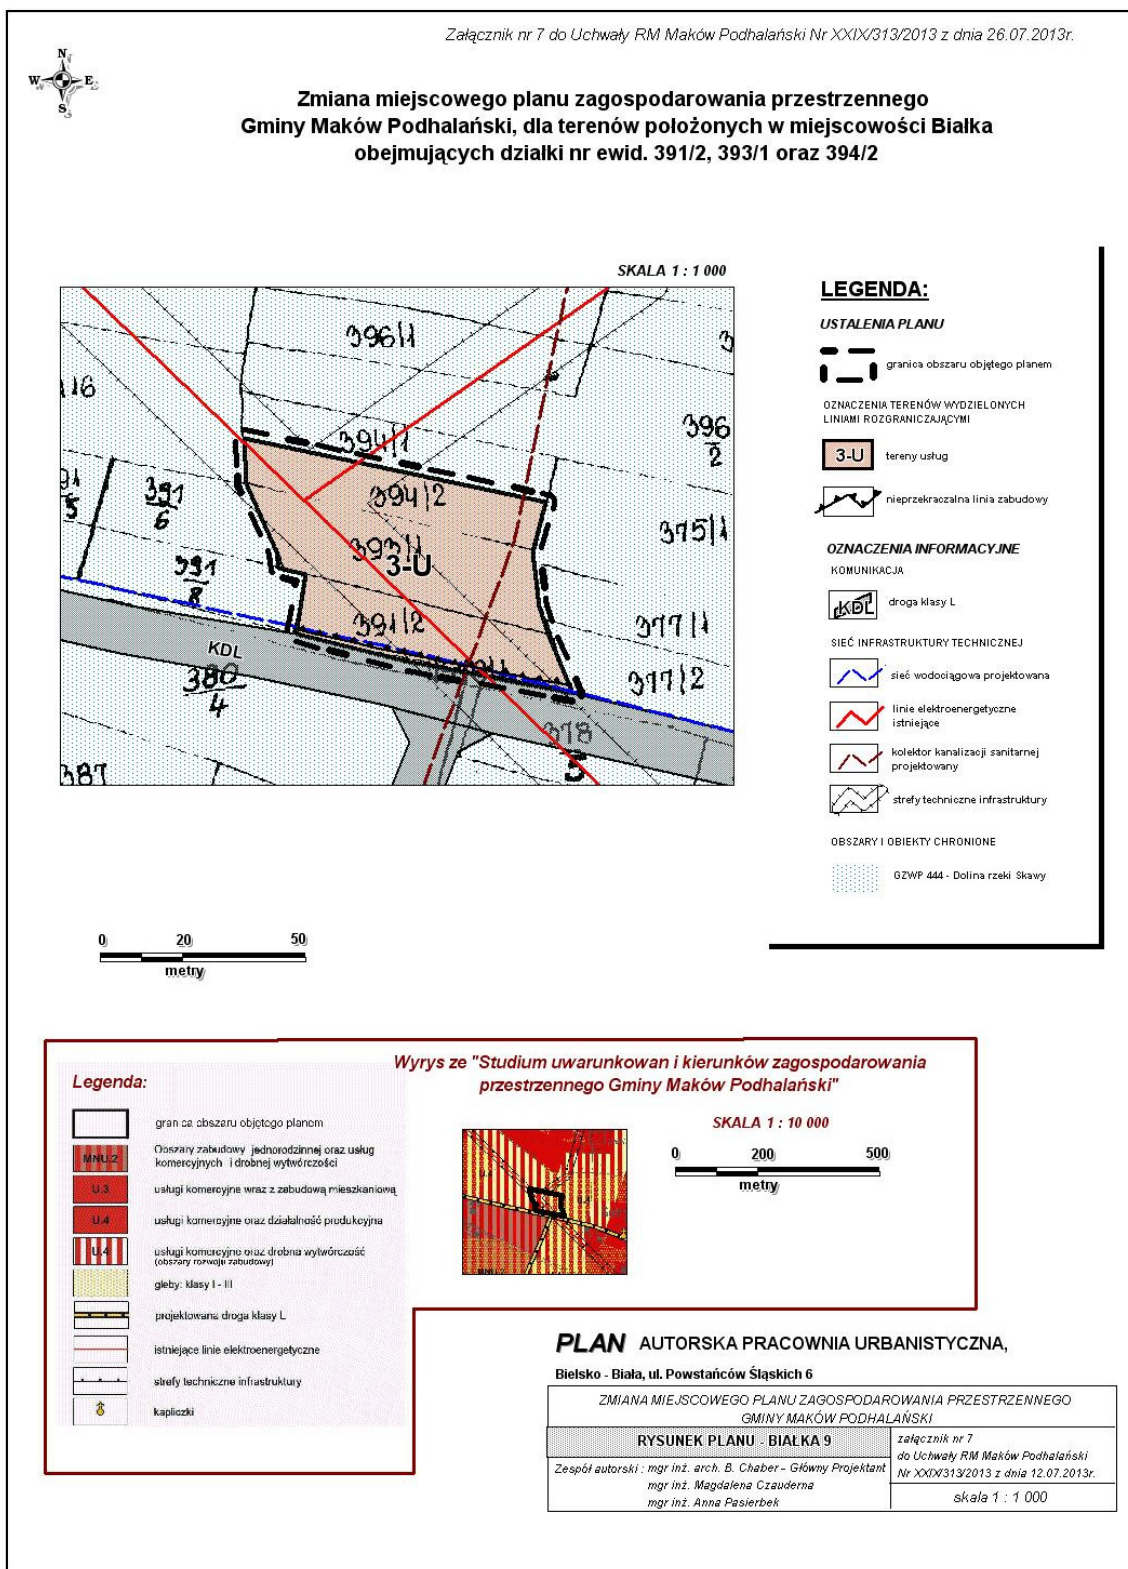 Załącznik nr 7 do Uchwały RM Maków Podhalański Nr XXIX/313/2013 z dnia 26.07.2013r.
N
W E
S
Zmiana miejscowego planu zagospodarowania przestrzennego
Gminy Maków Podhalański, dla terenów położonych w miejscowości Białka
obejmujących działki nr ewid. 391/2, 393/1 oraz 394/2
SKALA 1 : 1 000
396/1
394/1
396
2
391
6
394/2
375/1
393/1
3-U
391
8
391/2
377/1
KDL
380
4
377/2
378
387
LEGENDA:
USTALENIA PLANU
granica obszaru objętego planem
OZNACZENIA TERENÓW WYDZIELONYCH
LINIAMI ROZGRANICZAJĄCYMI
3-U tereny usług
nieprzekraczalna linia zabudowy
OZNACZENIA INFORMACYJNE
KOMUNIKACJA
KDL droga klasy L
SIEĆ INFRASTRUKTURY TECHNICZNEJ
sieć wodociągowa projektowana
linie elektroenergetyczne
istniejące
kolektor kanalizacji sanitarnej
projektowany
strefy techniczne infrastruktury
OBSZARY I OBIEKTY CHRONIONE
GZWP 444 - Dolina rzeki Skawy
0 20 50
metry
Wyrys ze "Studium uwarunkowan i kierunków zagospodarowania
przestrzennego Gminy Maków Podhalański"
SKALA 1 : 10 000
0 200 500
metry
Legenda:
granica obszaru objętego planem
MNU.2 Obszary zabudowy jednorodzinnej oraz usług
komercyjnych i drobnej wytwórczości
U.3 usługi komercyjne wraz z zabudową mieszkaniową
U.4 usługi komercyjne oraz działalność produkcyjna
U.4 usługi komercyjne oraz drobna wytwórczość
(obszary rozwoju zabudowy)
gleby: klasy I - III
projektowana droga klasy L
istniejące linie elektroenergetyczne
strefy techniczne infrastruktury
kapliczki
PLAN AUTORSKA PRACOWNIA URBANISTYCZNA,
Bielsko - Biała, ul. Powstańców Śląskich 6
ZMIANA MIEJSCOWEGO PLANU ZAGOSPODAROWANIA PRZESTRZENNEGO
GMINY MAKÓW PODHALAŃSKI
RYSUNEK PLANU - BIAŁKA 9
załącznik nr 7
do Uchwały RM Maków Podhalański
Nr XXIX/313/2013 z dnia 12.07.2013r.
Zespół autorski : mgr inż. arch. B. Chaber – Główny Projektant
mgr inż. Magdalena Czauderna
mgr inż. Anna Pasierbek
skala 1 : 1 000